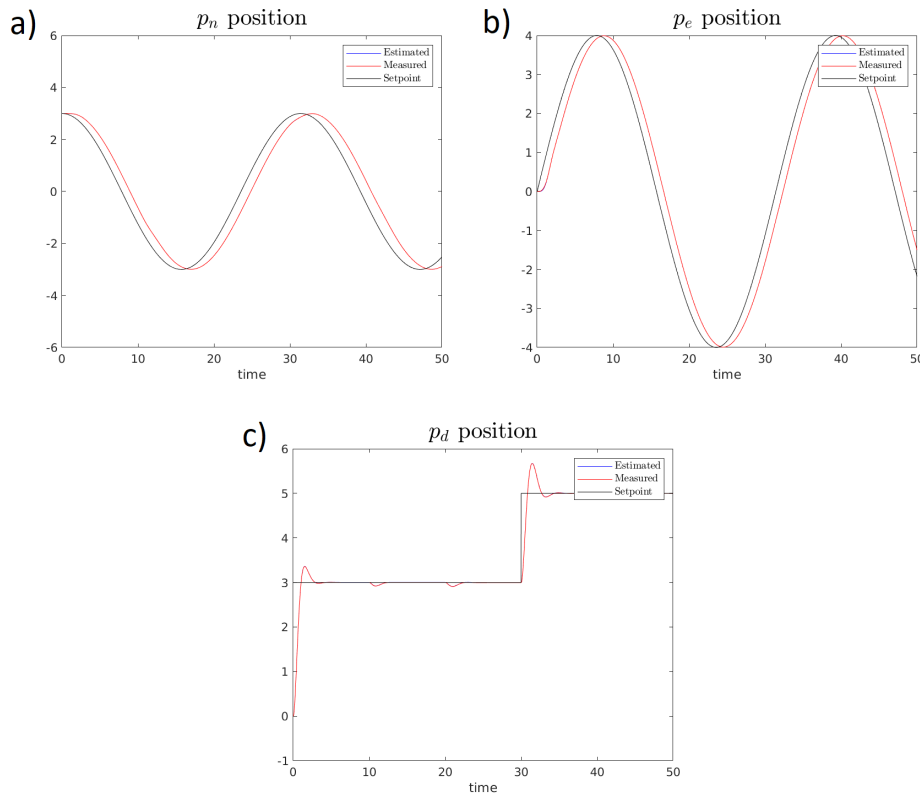 a)
p_n position
6
4
2
0
-2
-4
-6
0 10 20 30 40 50
time
Estimated
Measured
Setpoint
b)
p_e position
4
3
2
1
0
-1
-2
-3
-4
0 10 20 30 40 50
time
Estimated
Measured
Setpoint
c)
p_d position
6
5
4
3
2
1
0
-1
0 10 20 30 40 50
time
Estimated
Measured
Setpoint